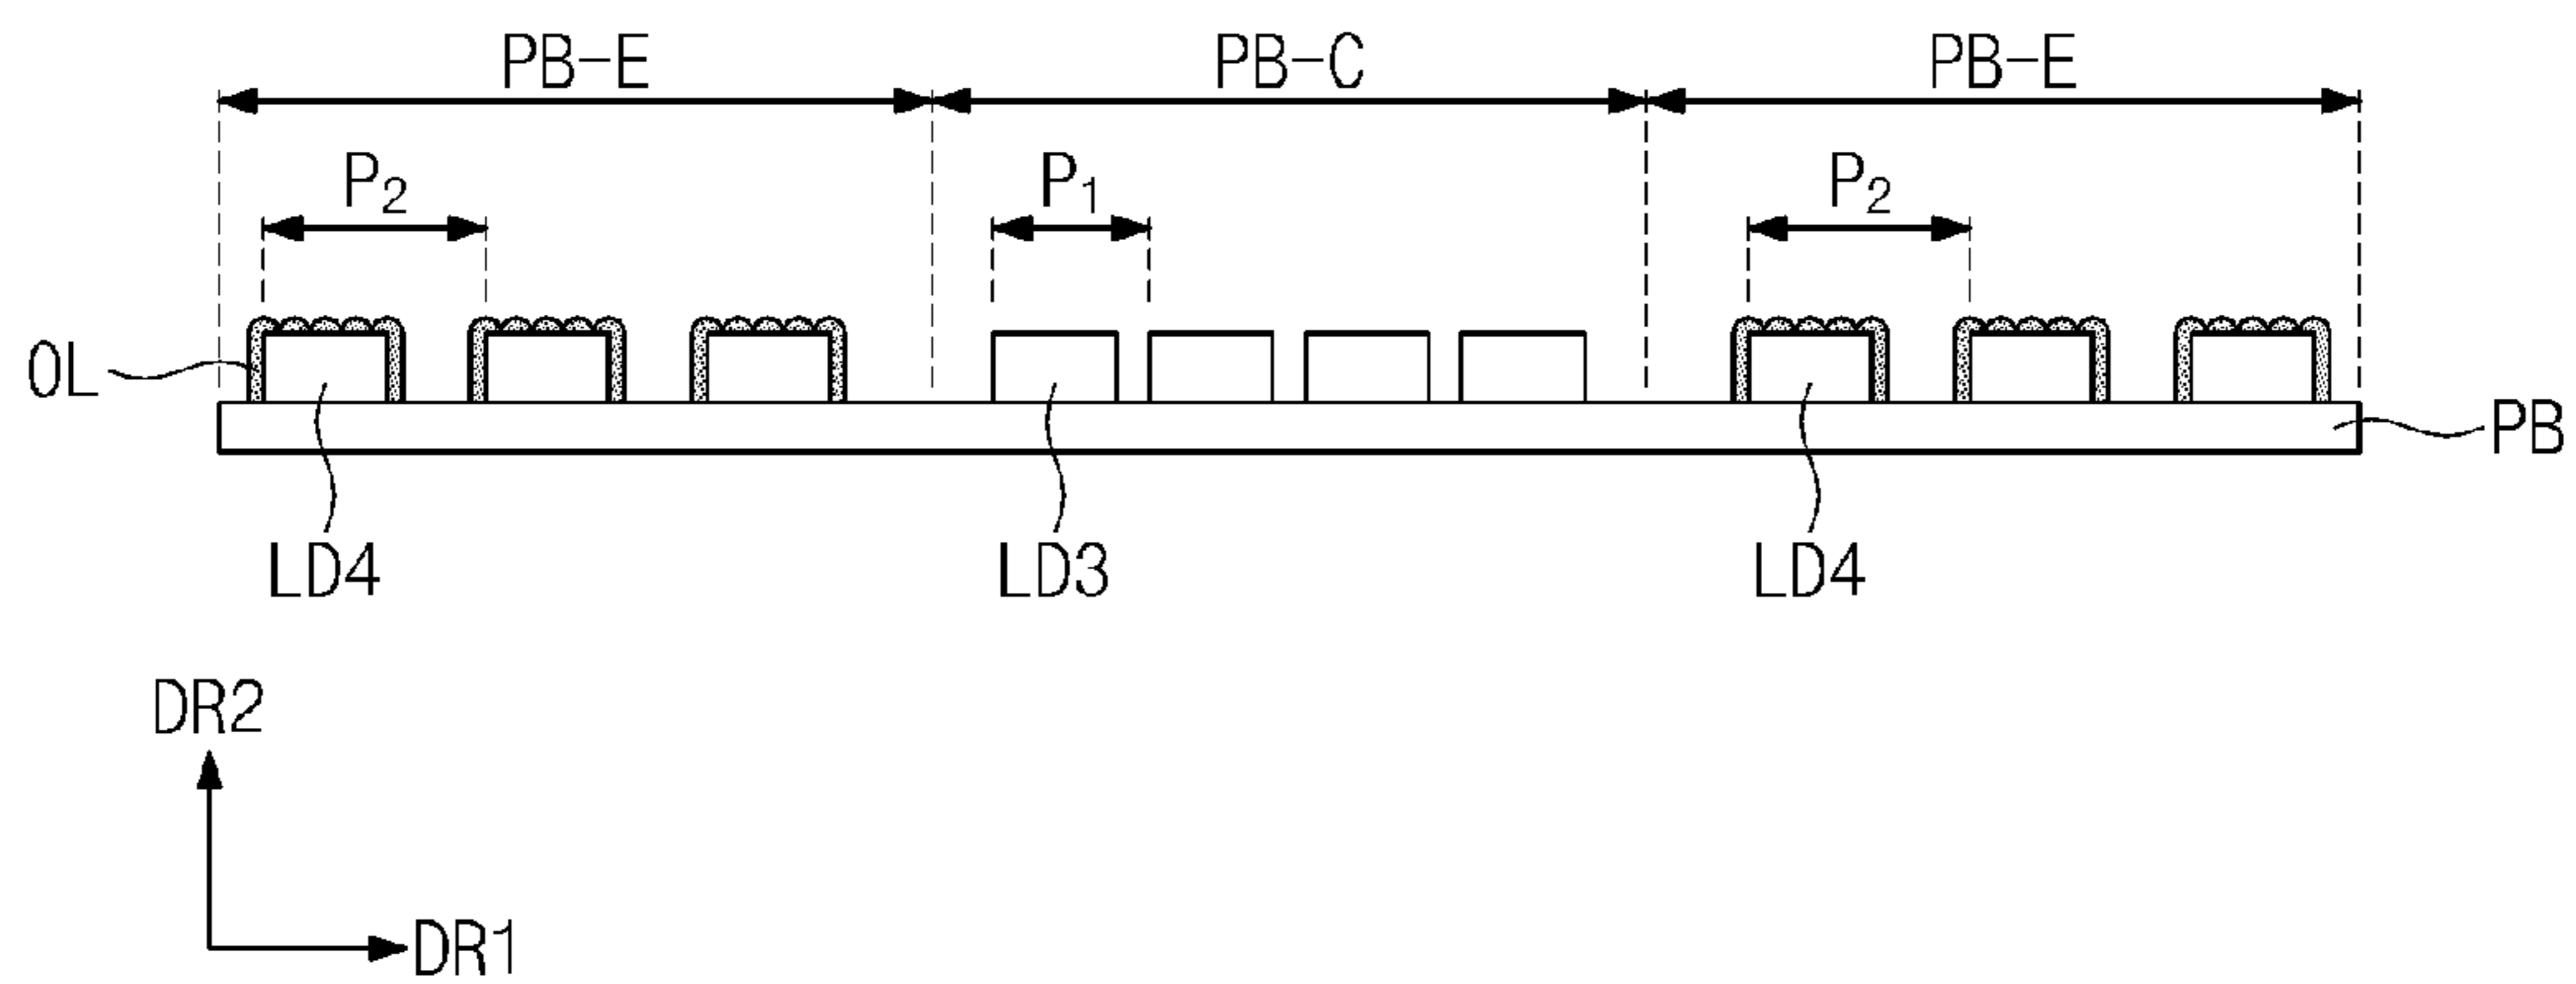 PB-E PB-C PB-E
P₂ P₁ P₂
OL
PB
LD4 LD3 LD4
DR2
DR1